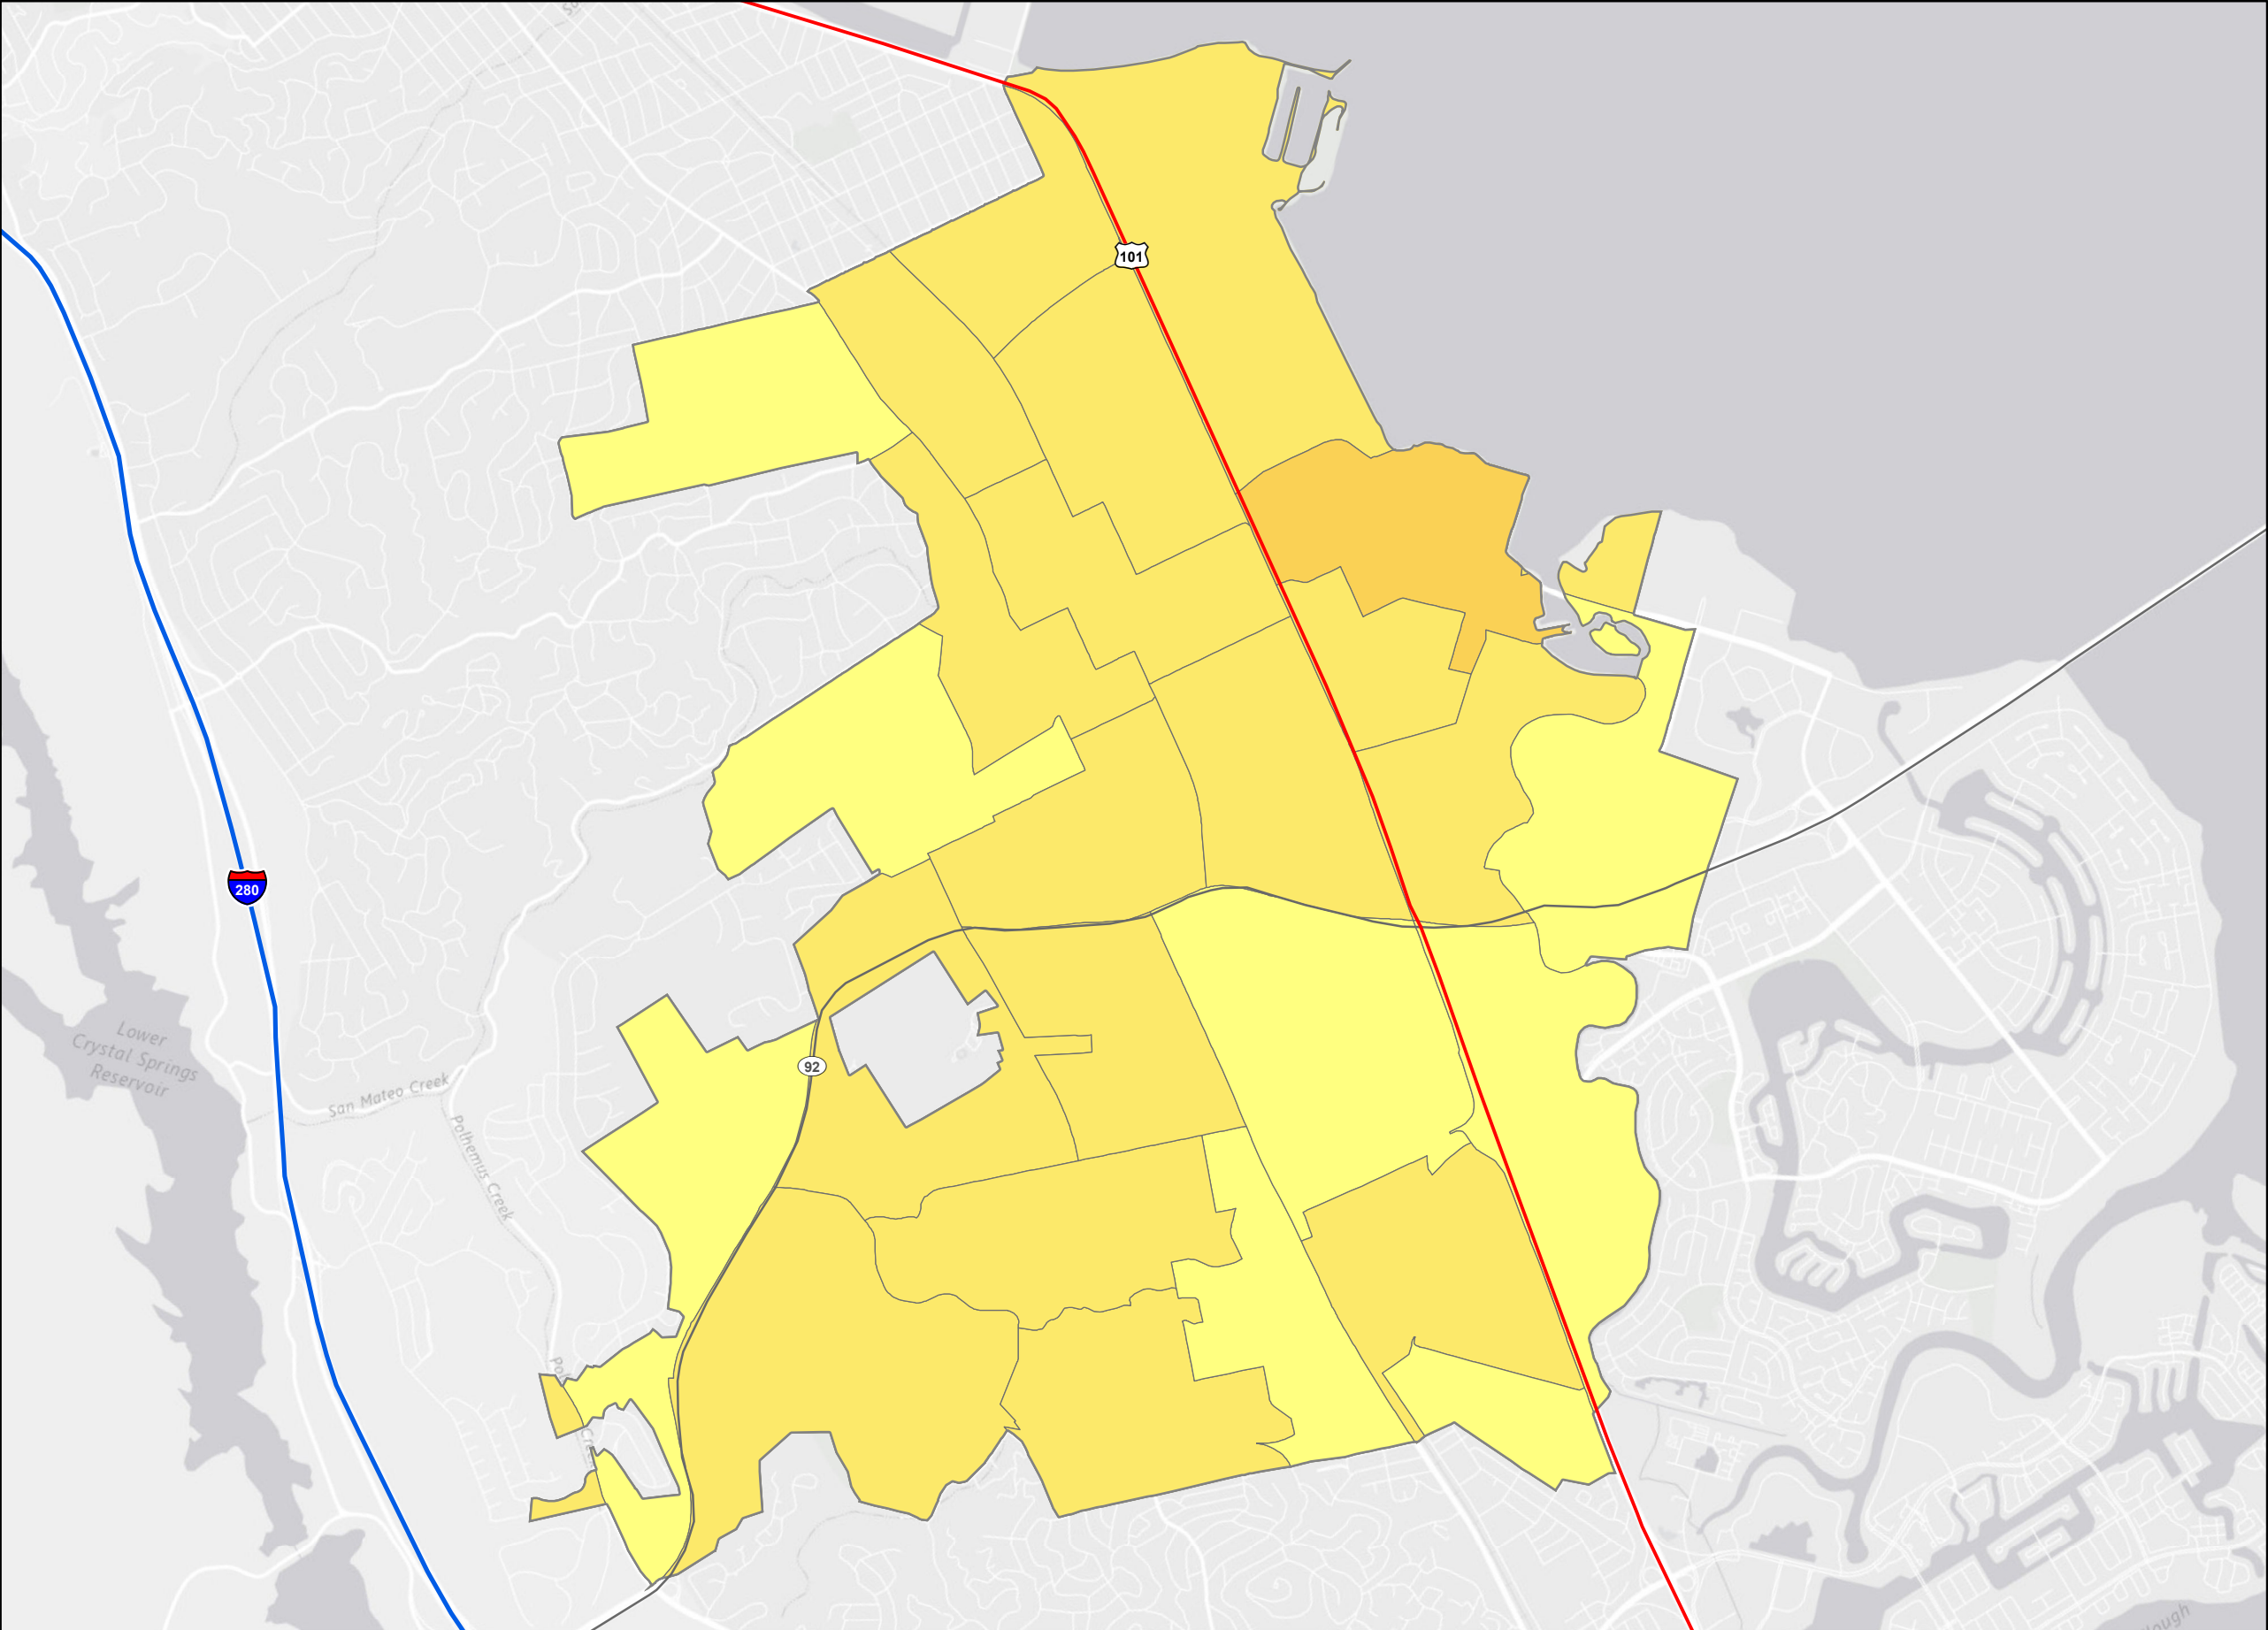 101
280
92
Lower
Crystal Springs
Reservoir
San Mateo Creek
Polhemus Creek